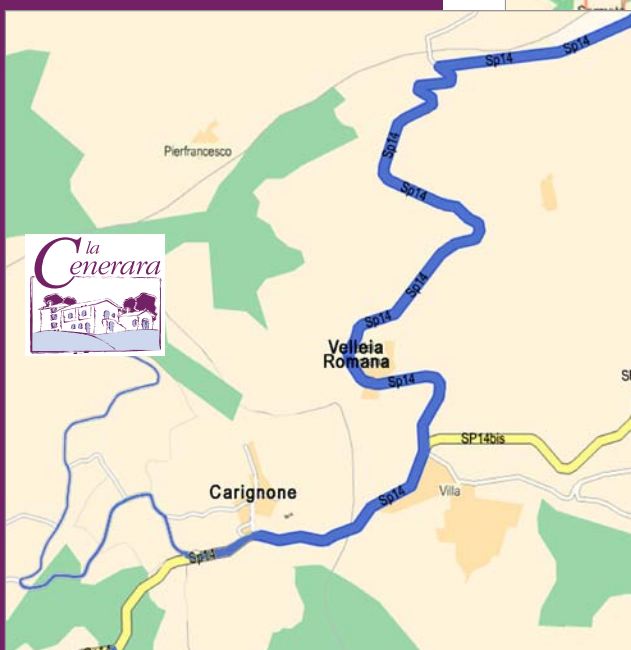 Sp14
Sp14
Sp14
Pierfrancesco
Sp14
la
Cenerara
Sp14
Sp14
Velleia
Romana
Sp14
SP14bis
Carignone
Villa
Sp14
Sp14